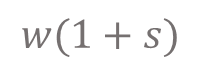 w(1 + s)